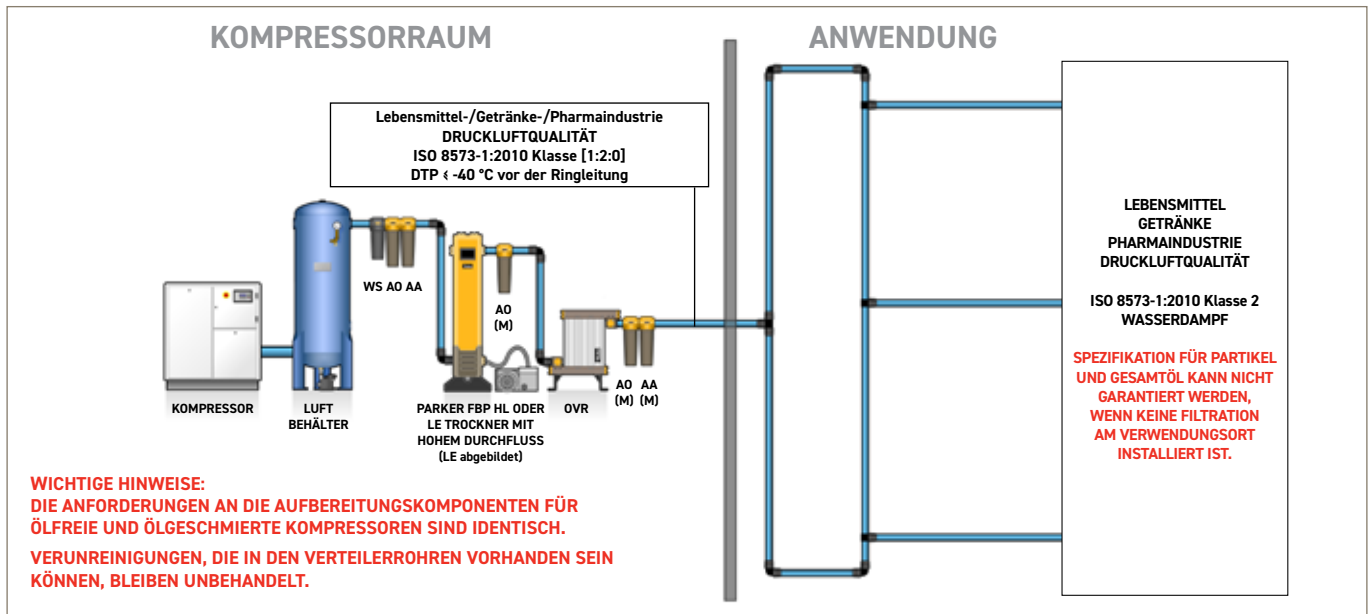 KOMPRESSORRAUM
ANWENDUNG
Lebensmittel-/Getränke-/Pharmaindustrie
DRUCKLUFTQUALITÄT
ISO 8573-1:2010 Klasse [1:2:0]
DTP ≤ -40 °C vor der Ringleitung
WS AO AA
AO
(M)
AO AA
(M) (M)
KOMPRESSOR
LUFT
BEHÄLTER
PARKER FBP HL ODER
LE TROCKNER MIT
HOHEM DURCHFLUSS
(LE abgebildet)
OVR
LEBENSMITTEL
GETRÄNKE
PHARMAINDUSTRIE
DRUCKLUFTQUALITÄT
ISO 8573-1:2010 Klasse 2
WASSERDAMPF
SPEZIFIKATION FÜR PARTIKEL
UND GESAMTÖL KANN NICHT
GARANTIERT WERDEN,
WENN KEINE FILTRATION
AM VERWENDUNGSORT
INSTALLIERT IST.
WICHTIGE HINWEISE:
DIE ANFORDERUNGEN AN DIE AUFBEREITUNGSKOMPONENTEN FÜR
ÖLFREIE UND ÖLGESCHMIERTE KOMPRESSOREN SIND IDENTISCH.
VERUNREINIGUNGEN, DIE IN DEN VERTEILERROHREN VORHANDEN SEIN
KÖNNEN, BLEIBEN UNBEHANDELT.